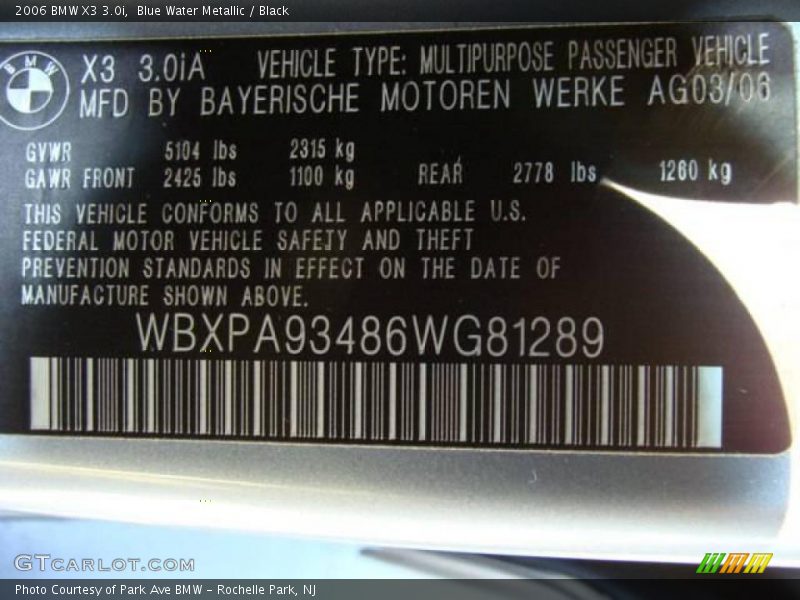 2006 BMW X3 3.0i, Blue Water Metallic / Black
BMW X3 3.0iA VEHICLE TYPE: MULTIPURPOSE PASSENGER VEHICLE
MFD BY BAYERISCHE MOTOREN WERKE AG03/06
GVWR 5104 lbs 2315 kg
GAWR FRONT 2425 lbs 1100 kg REAR 2778 lbs 1260 kg
THIS VEHICLE CONFORMS TO ALL APPLICABLE U.S.
FEDERAL MOTOR VEHICLE SAFETY AND THEFT
PREVENTION STANDARDS IN EFFECT ON THE DATE OF
MANUFACTURE SHOWN ABOVE.
WBXPA93486WG81289
GTCARLOT.COM
Photo Courtesy of Park Ave BMW - Rochelle Park, NJ